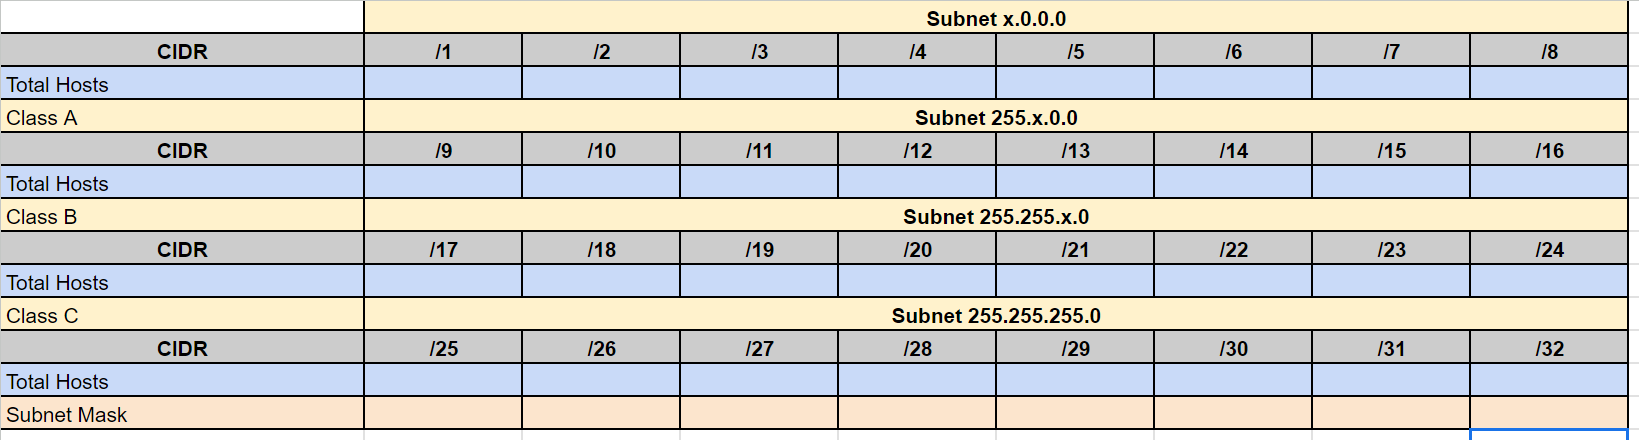 Subnet x.0.0.0
CIDR /1 /2 /3 /4 /5 /6 /7 /8
Total Hosts
Class A Subnet 255.x.0.0
CIDR /9 /10 /11 /12 /13 /14 /15 /16
Total Hosts
Class B Subnet 255.255.x.0
CIDR /17 /18 /19 /20 /21 /22 /23 /24
Total Hosts
Class C Subnet 255.255.255.0
CIDR /25 /26 /27 /28 /29 /30 /31 /32
Total Hosts
Subnet Mask